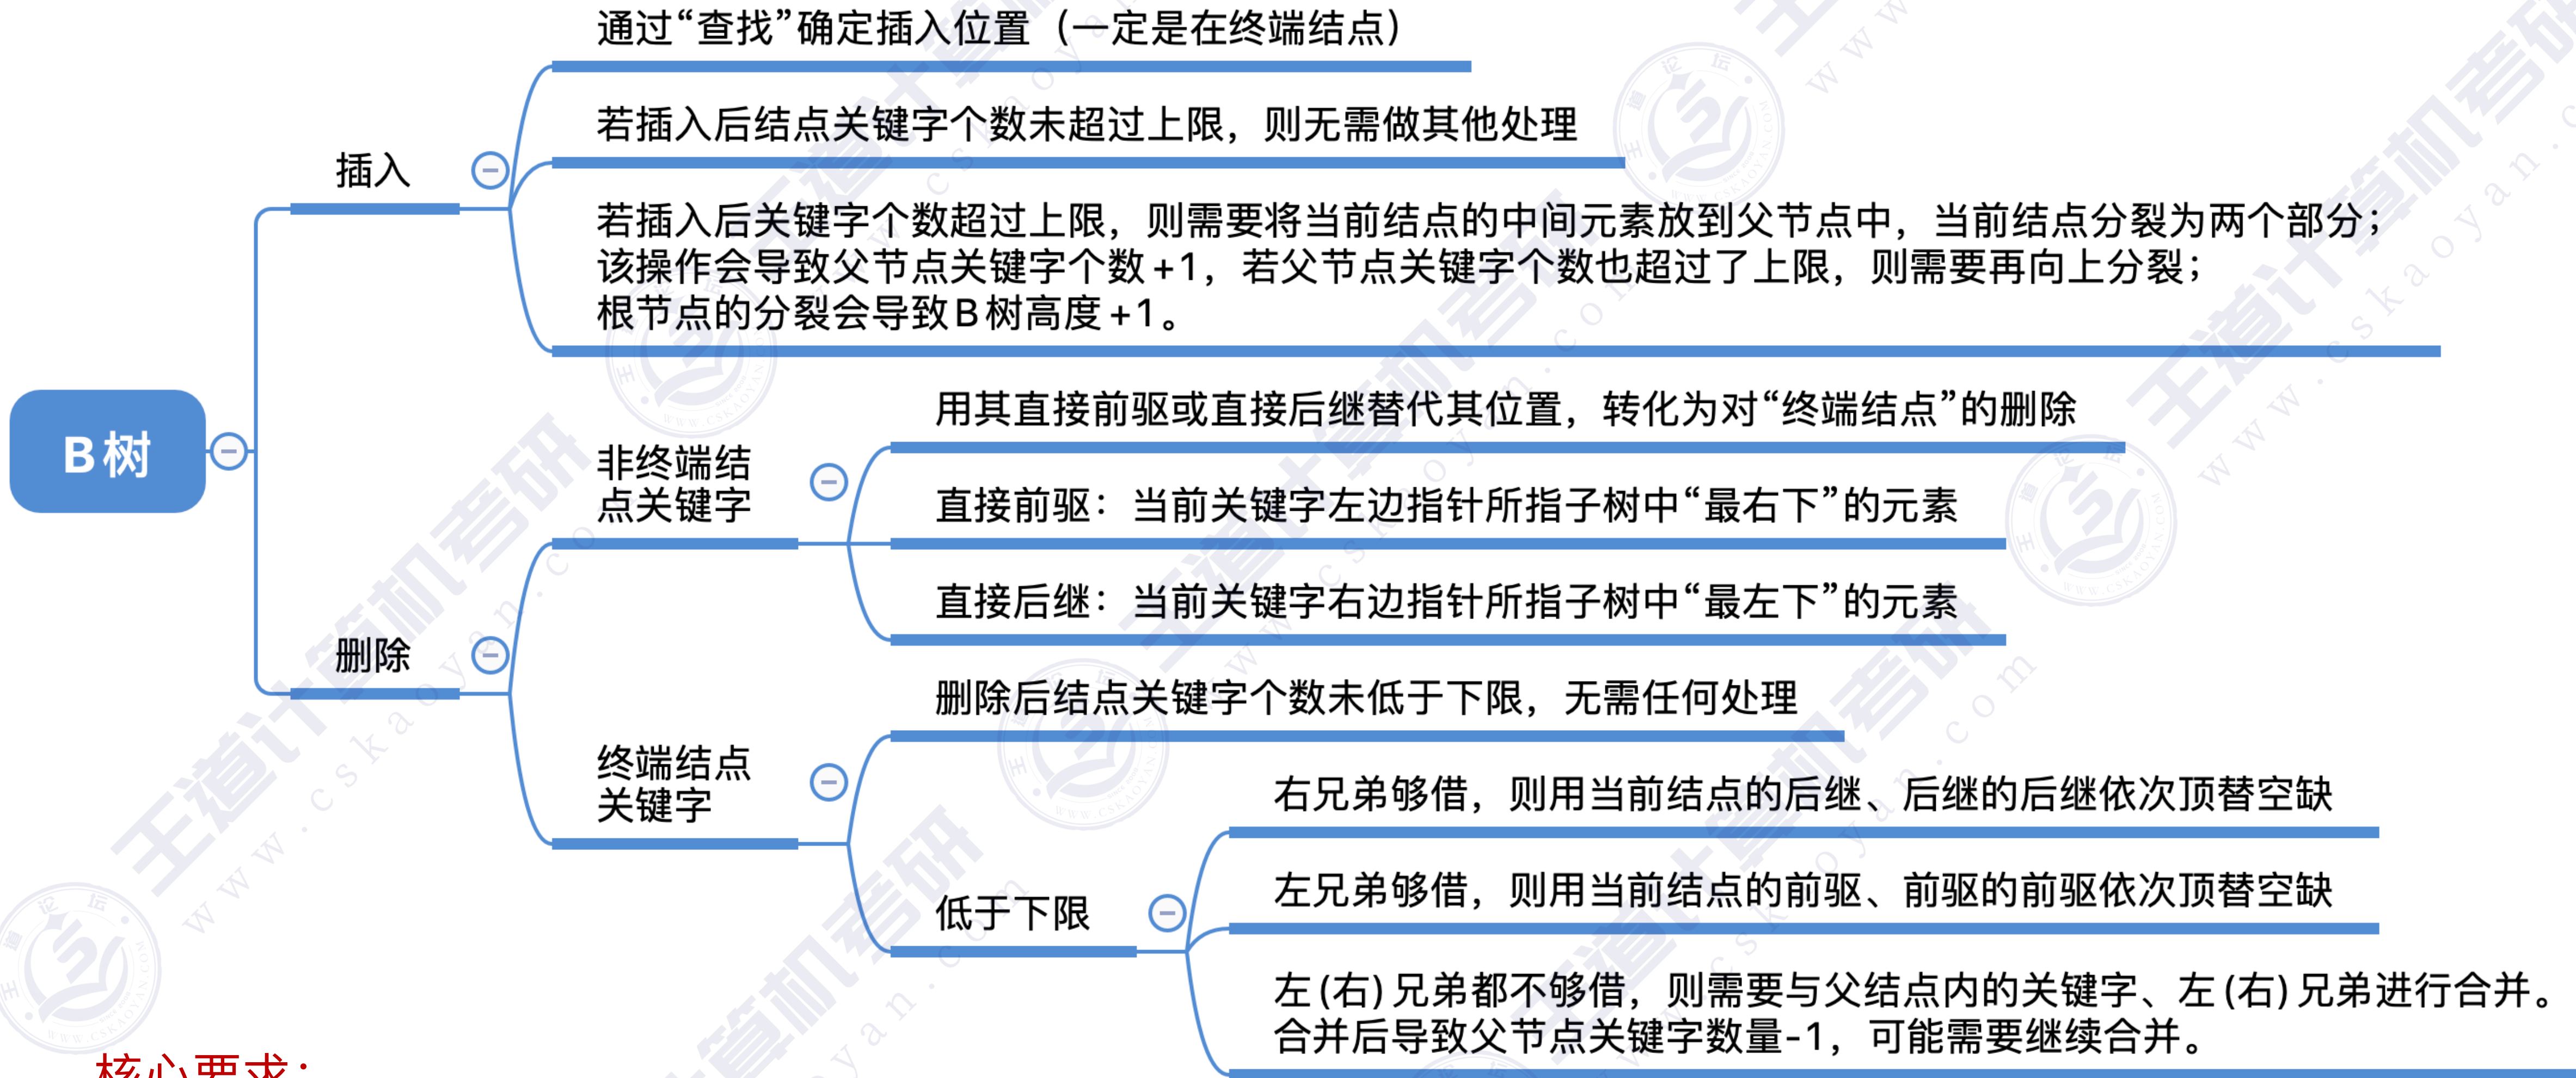 通过“查找”确定插入位置（一定是在终端结点）
若插入后结点关键字个数未超过上限，则无需做其他处理
插入
若插入后关键字个数超过上限，则需要将当前结点的中间元素放到父节点中，当前结点分裂为两个部分；
该操作会导致父节点关键字个数+1，若父节点关键字个数也超过了上限，则需要再向上分裂；
根节点的分裂会导致B树高度+1。
B树
删除
非终端结
点关键字
用其直接前驱或直接后继替代其位置，转化为对“终端结点”的删除
直接前驱：当前关键字左边指针所指子树中“最右下”的元素
直接后继：当前关键字右边指针所指子树中“最左下”的元素
终端结点
关键字
删除后结点关键字个数未低于下限，无需任何处理
低于下限
右兄弟够借，则用当前结点的后继、后继的后继依次顶替空缺
左兄弟够借，则用当前结点的前驱、前驱的前驱依次顶替空缺
左(右)兄弟都不够借，则需要与父结点内的关键字、左(右)兄弟进行合并。
合并后导致父节点关键字数量-1，可能需要继续合并。
核心要求：
王道计算机考研
www.cskaoyan.com